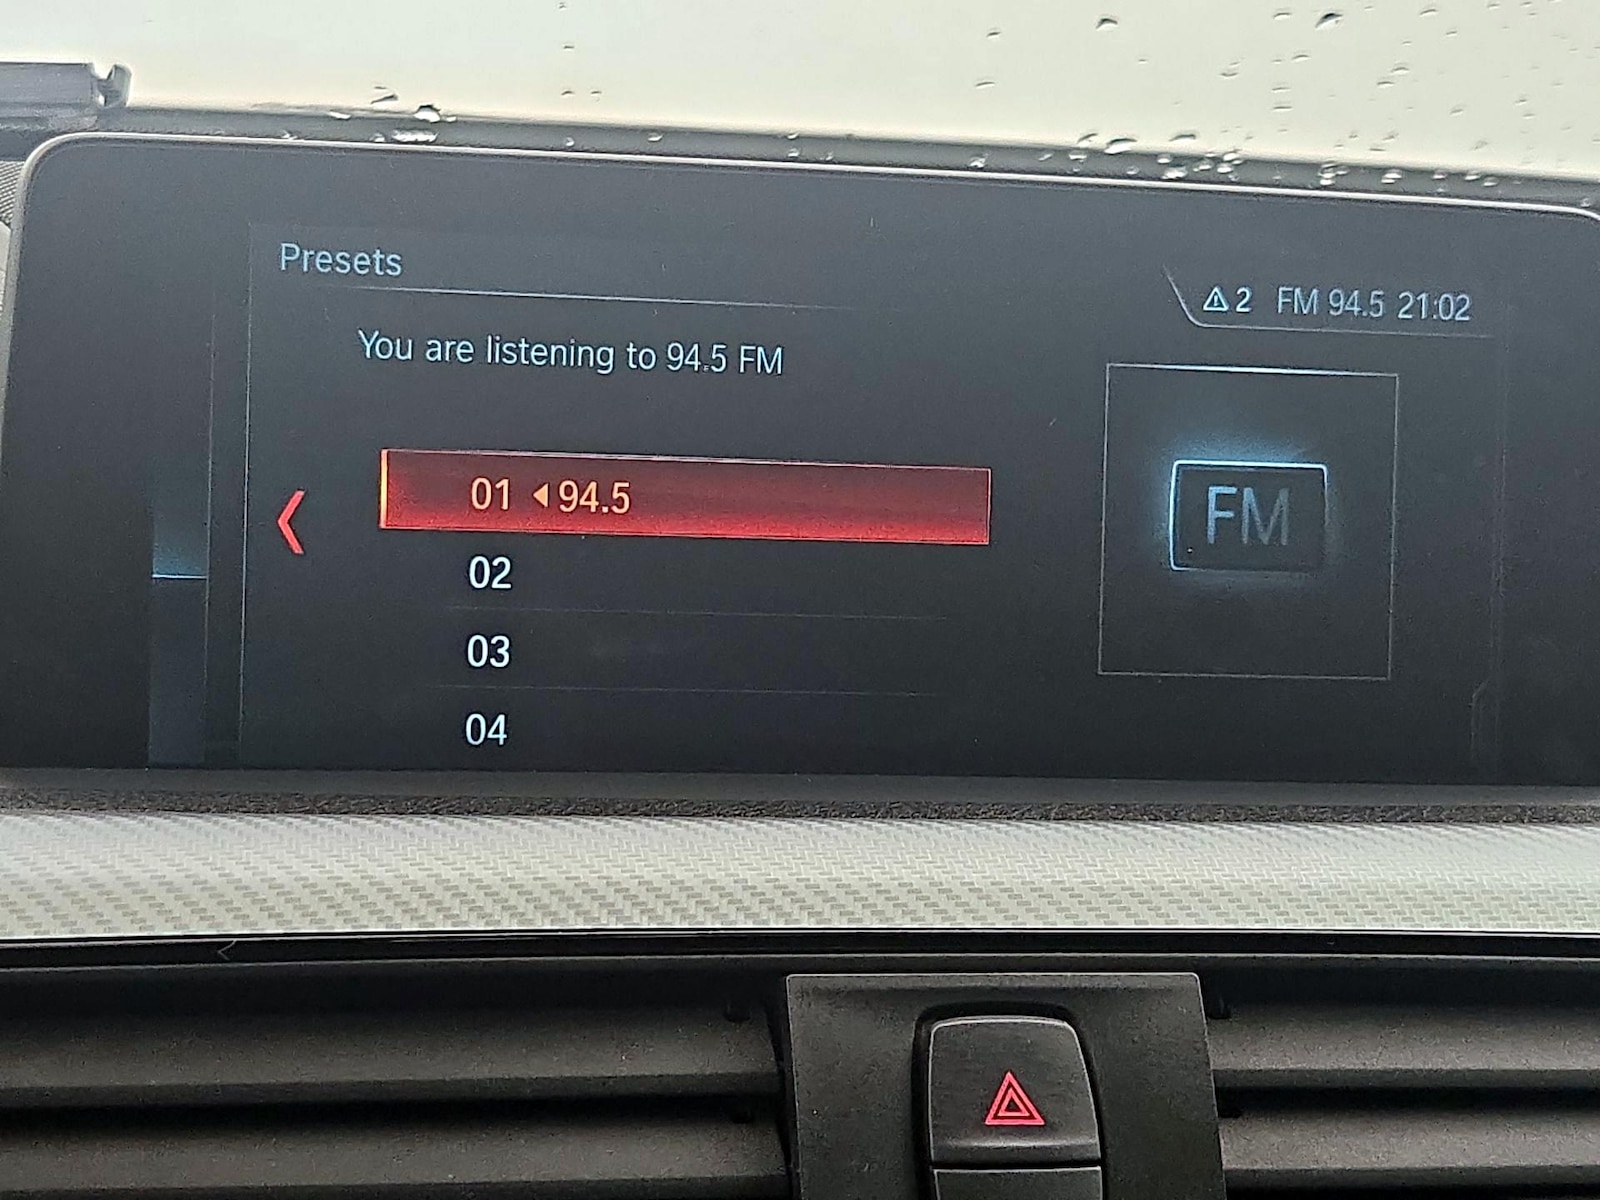 Presets
2 FM 94.5 21:02
You are listening to 94.5 FM
01 94.5
FM
02
03
04